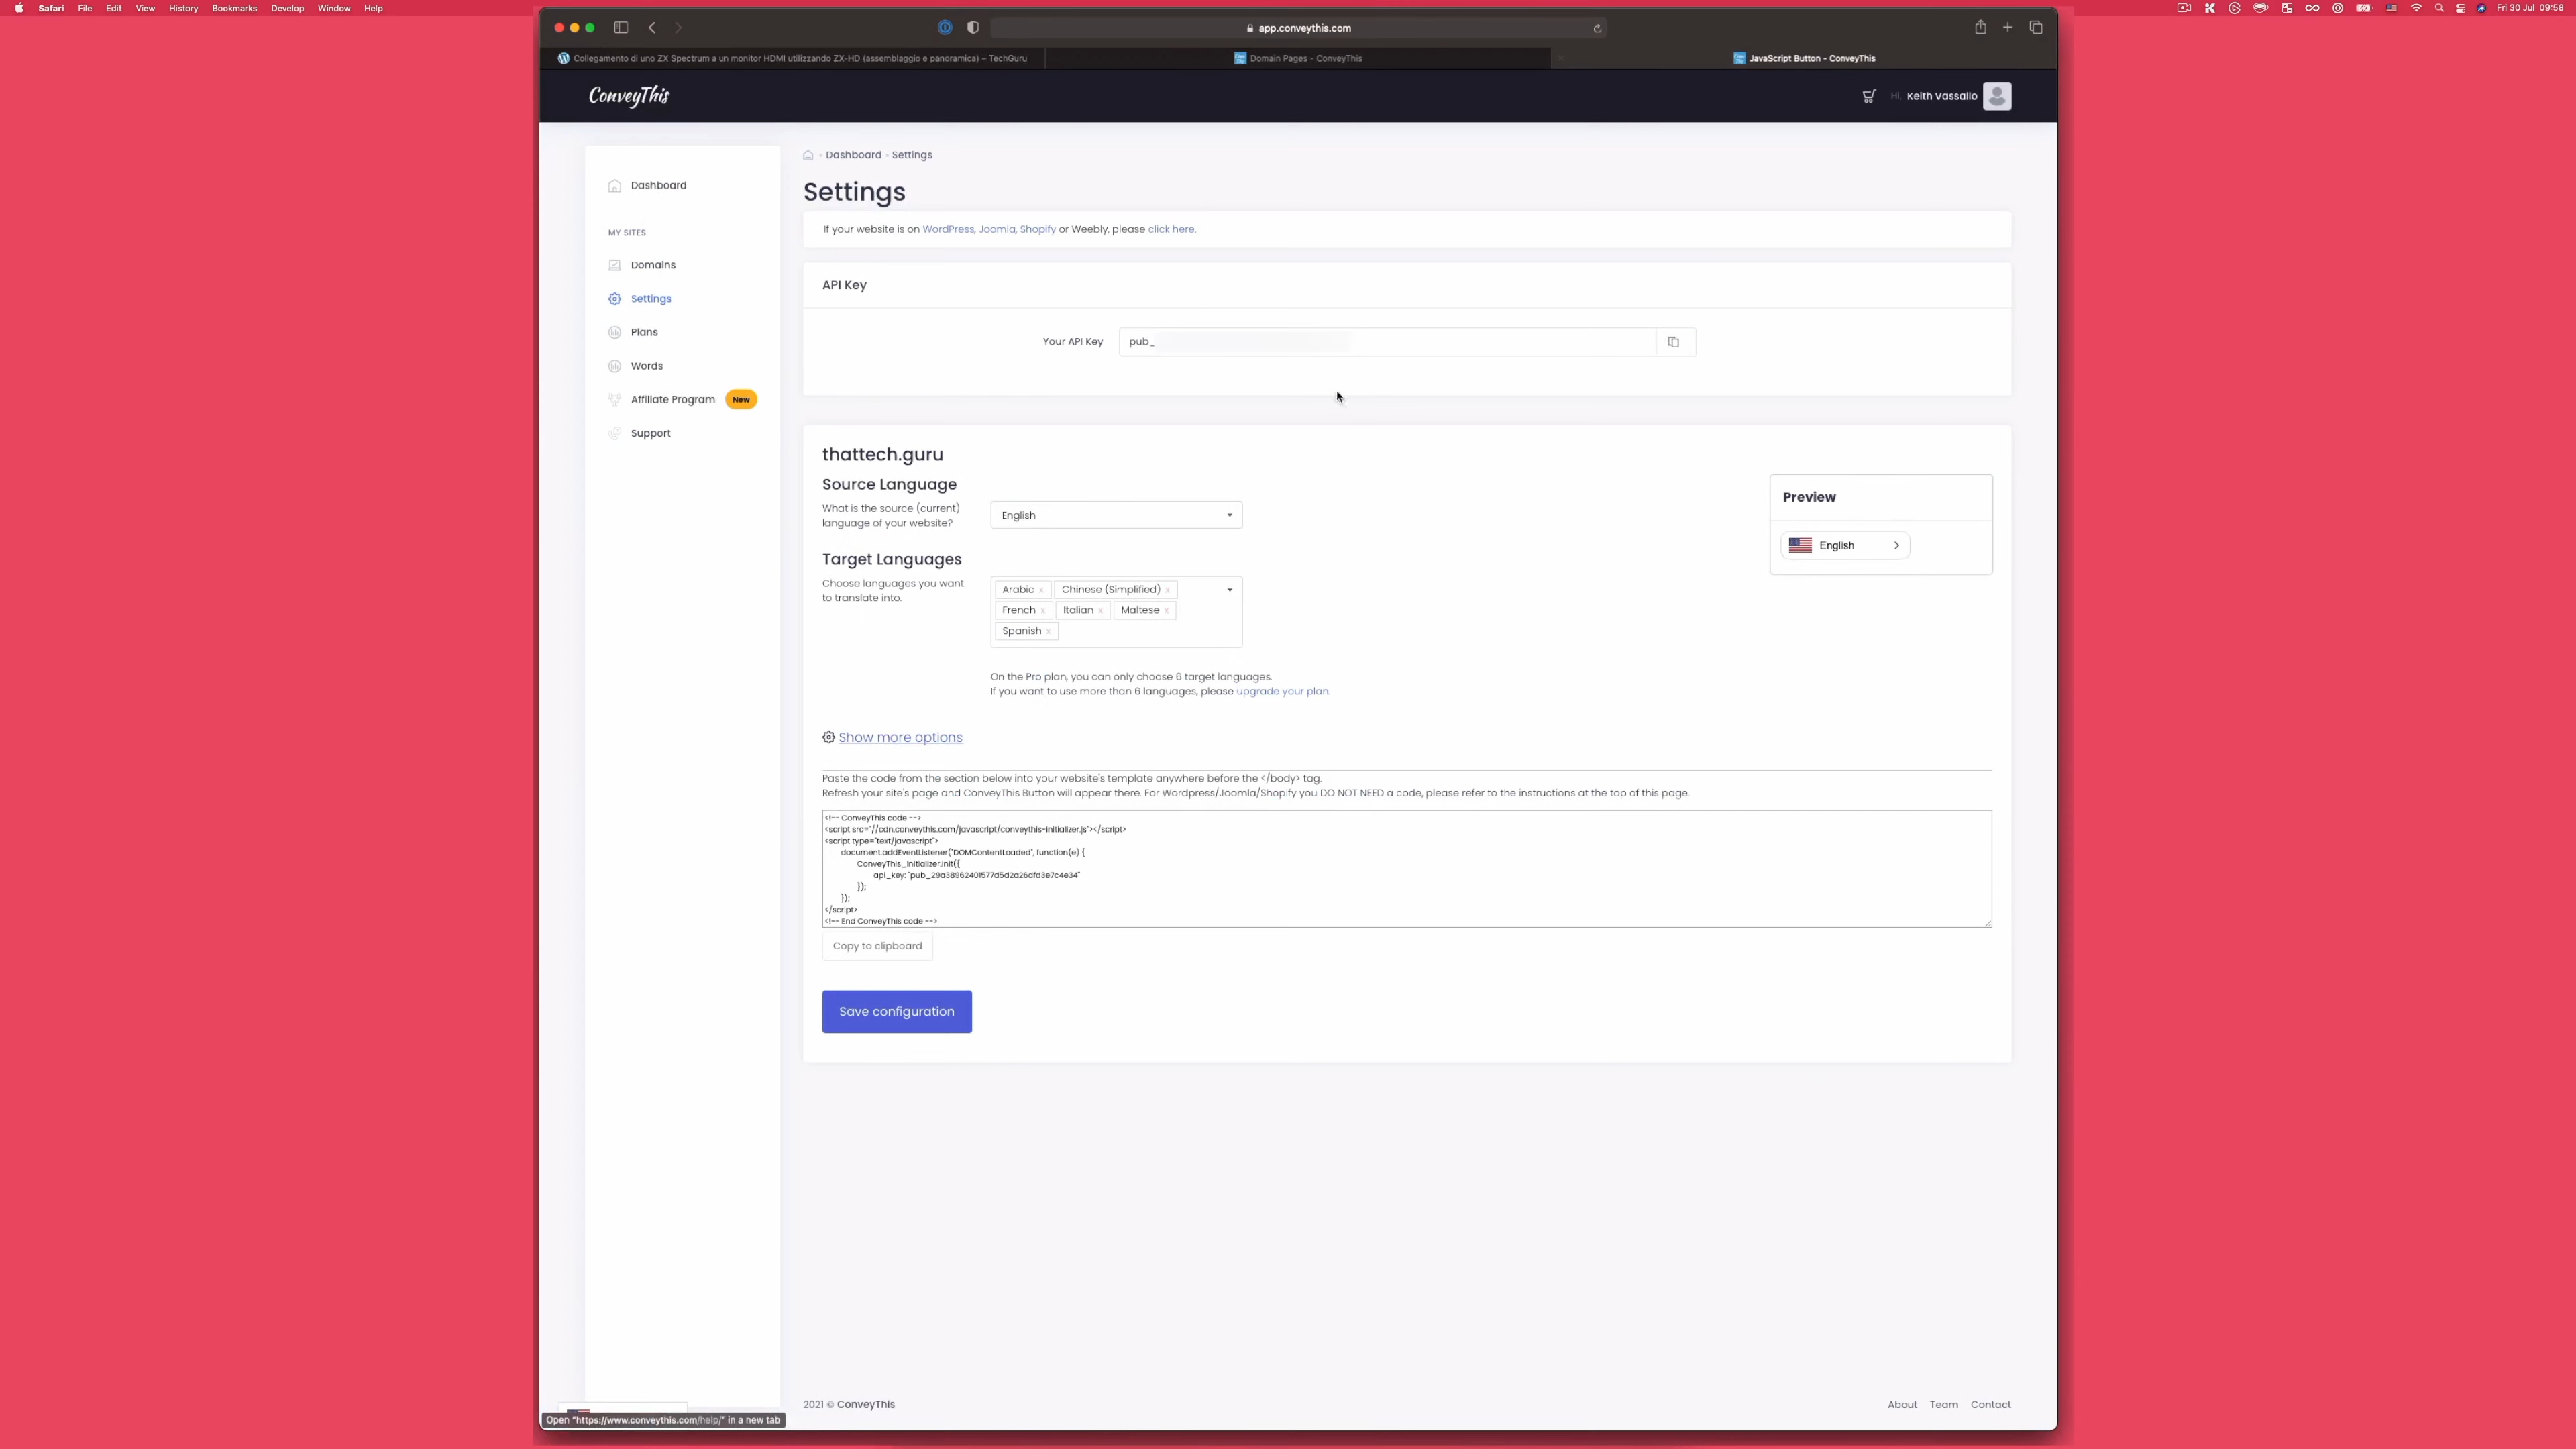 Safari File Edit View History Bookmarks Develop Window Help
Fri 30 Jul 09:58
app.conveythis.com
Collegamento di uno ZX Spectrum a un monitor HDMI utilizzando ZX-HD (assemblaggio e panoramica) – TechGuru
Domain Pages - ConveyThis
JavaScript Button - ConveyThis
ConveyThis
Hi, Keith Vassallo
Dashboard
MY SITES
Domains
Settings
Plans
Words
Affiliate Program New
Support
Dashboard Settings
Settings
If your website is on WordPress, Joomla, Shopify or Weebly, please click here.
API Key
Your API Key pub_
thattech.guru
Source Language
What is the source (current)
language of your website?
English
Target Languages
Choose languages you want
to translate into.
Arabic x Chinese (Simplified) x
French x Italian x Maltese x
Spanish x
On the Pro plan, you can only choose 6 target languages.
If you want to use more than 6 languages, please upgrade your plan.
Preview
English
Show more options
Paste the code from the section below into your website's template anywhere before the </body> tag.
Refresh your site's page and ConveyThis Button will appear there. For Wordpress/Joomla/Shopify you DO NOT NEED a code, please refer to the instructions at the top of this page.
<!-- ConveyThis code -->
<script src="//cdn.conveythis.com/javascript/conveythis-initializer.js"></script>
<script type="text/javascript">
document.addEventListener("DOMContentLoaded", function(e) {
ConveyThis_Initializer.init({
api_key: "pub_29a38962401577d5d2a26dfd3e7c4e34"
});
});
</script>
<!-- End ConveyThis code -->
Copy to clipboard
Save configuration
2021 © ConveyThis
About Team Contact
Open "https://www.conveythis.com/help/" in a new tab